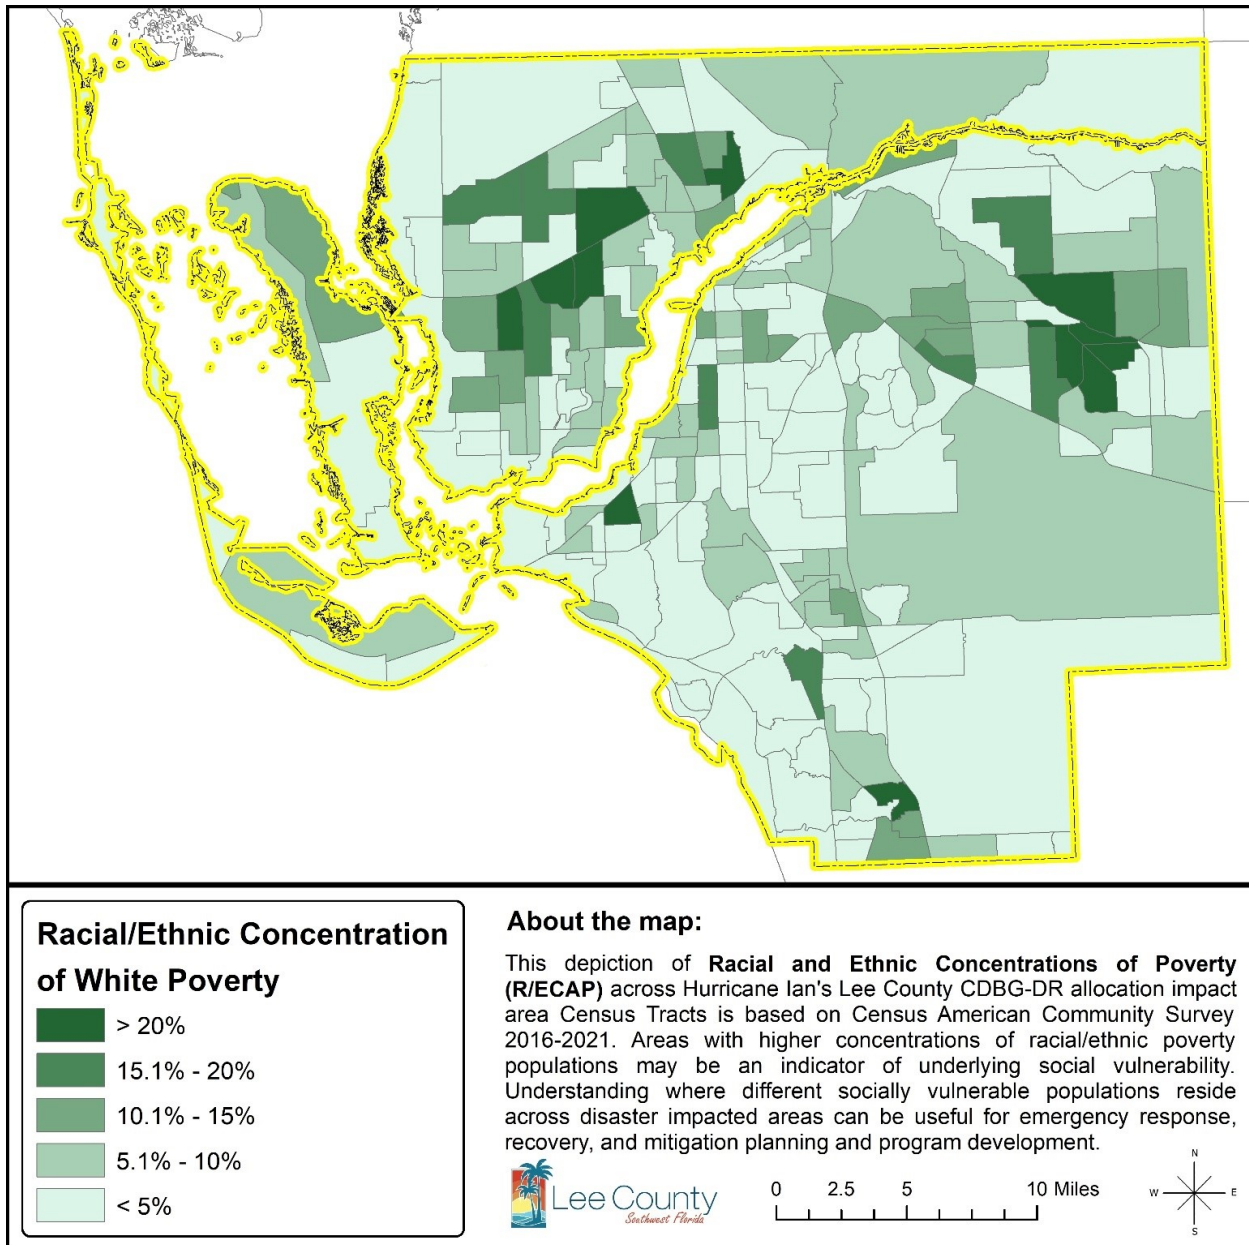 Racial/Ethnic Concentration
of White Poverty
> 20%
15.1% - 20%
10.1% - 15%
5.1% - 10%
< 5%
About the map:
This depiction of Racial and Ethnic Concentrations of Poverty
(R/ECAP) across Hurricane Ian's Lee County CDBG-DR allocation impact
area Census Tracts is based on Census American Community Survey
2016-2021. Areas with higher concentrations of racial/ethnic poverty
populations may be an indicator of underlying social vulnerability.
Understanding where different socially vulnerable populations reside
across disaster impacted areas can be useful for emergency response,
recovery, and mitigation planning and program development.
Lee County
Southwest Florida
0 2.5 5 10 Miles
N
W E
S